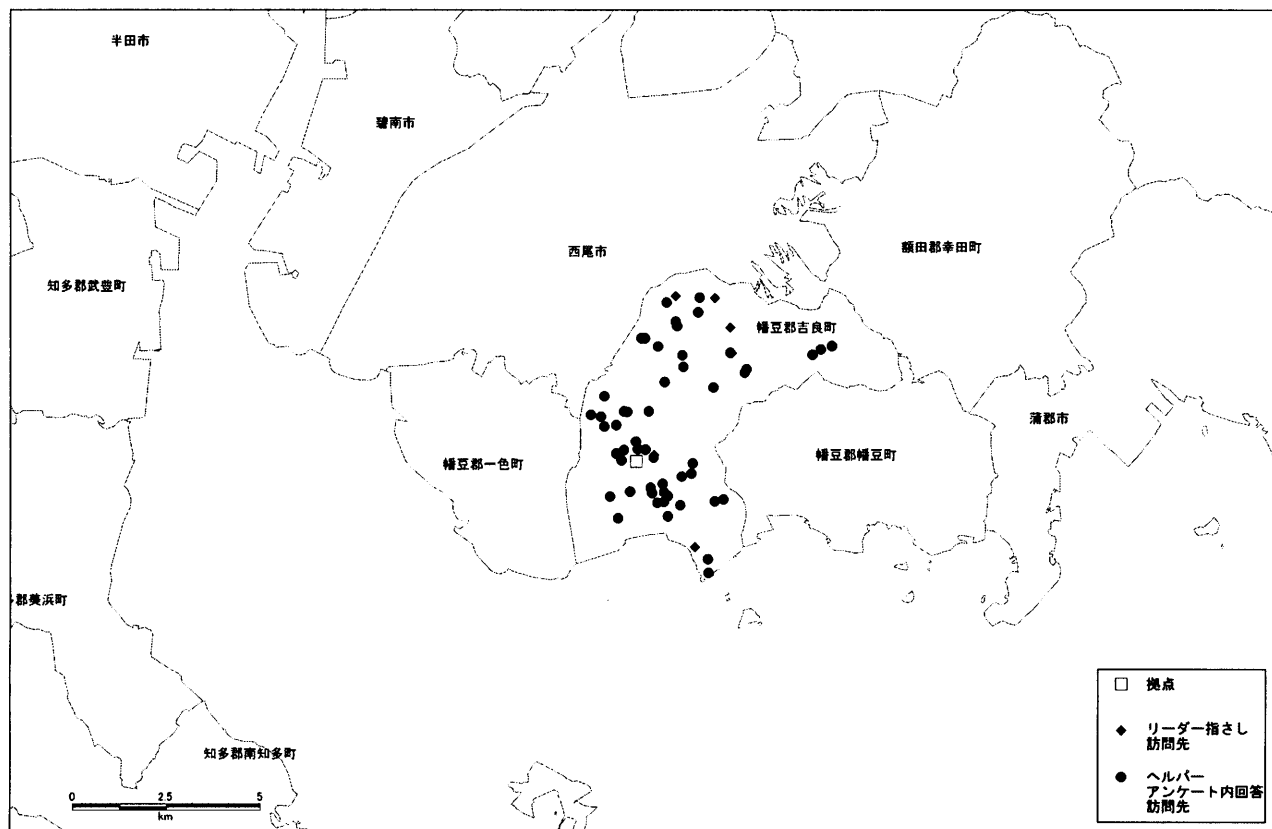 半田市
碧南市
西尾市
額田郡幸田町
知多郡武豊町
幡豆郡吉良町
蒲郡市
幡豆郡一色町
幡豆郡幡豆町
郡美浜町
知多郡南知多町
拠点
リーダー指さし
訪問先
ヘルパー
アンケート内回答
訪問先
0 2.5 5
km